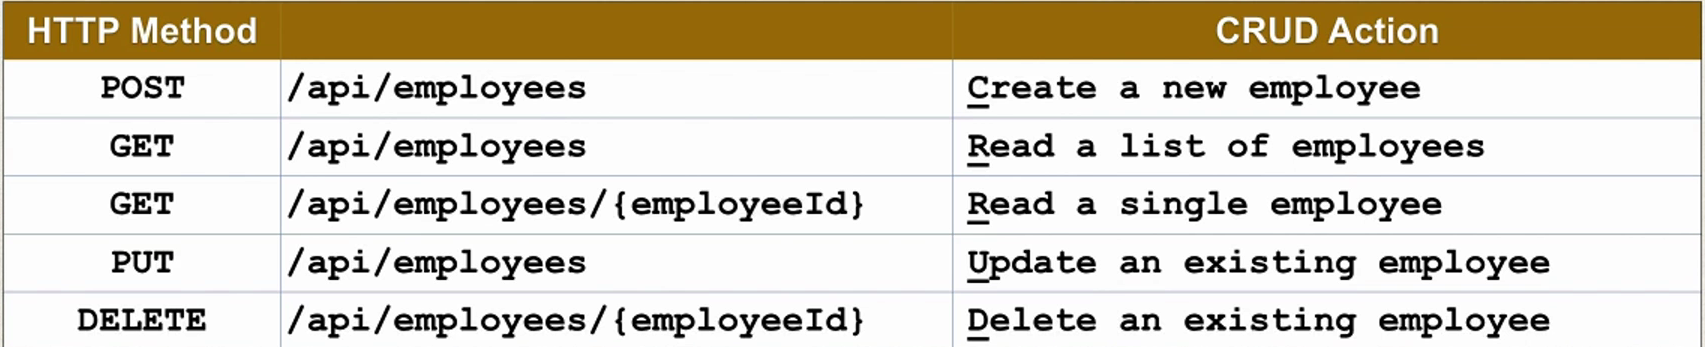 HTTP Method CRUD Action
POST /api/employees Create a new employee
GET /api/employees Read a list of employees
GET /api/employees/{employeeId} Read a single employee
PUT /api/employees Update an existing employee
DELETE /api/employees/{employeeId} Delete an existing employee